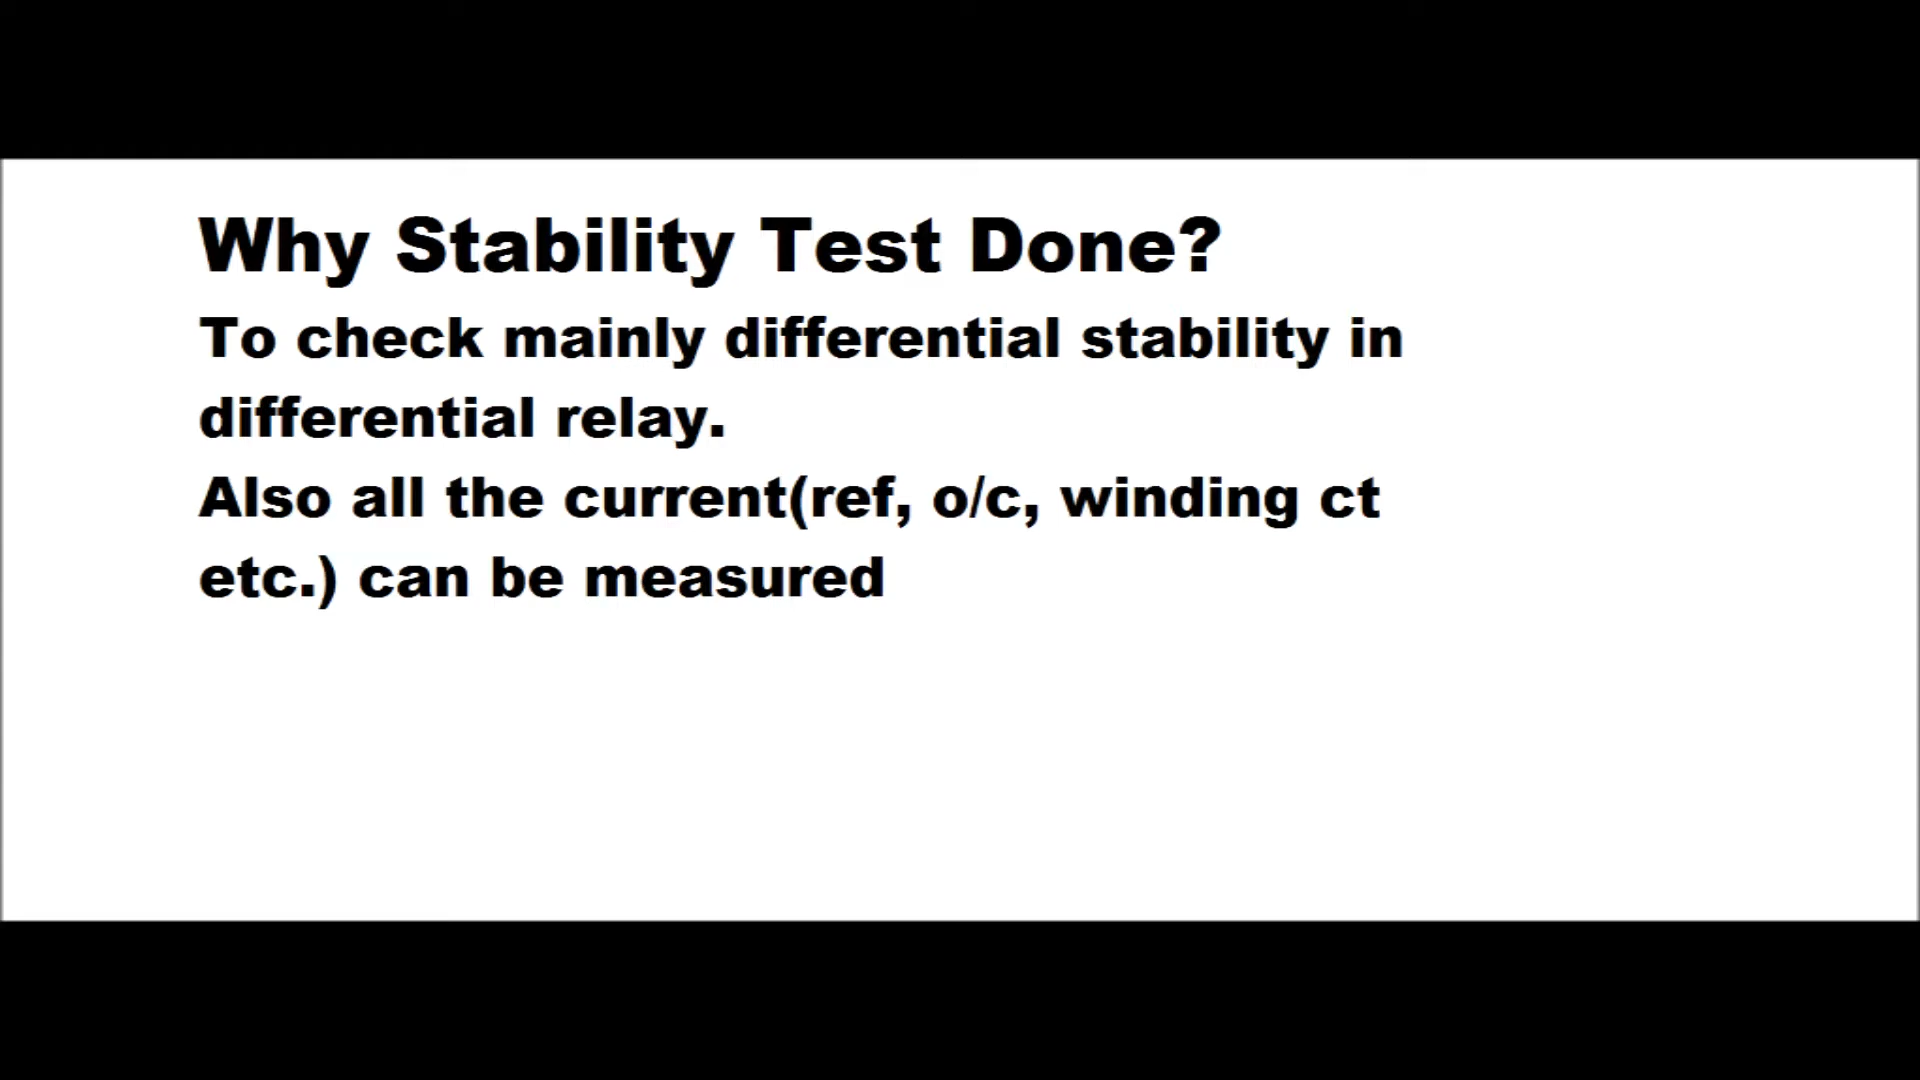 Why Stability Test Done?
To check mainly differential stability in
differential relay.
Also all the current(ref, o/c, winding ct
etc.) can be measured